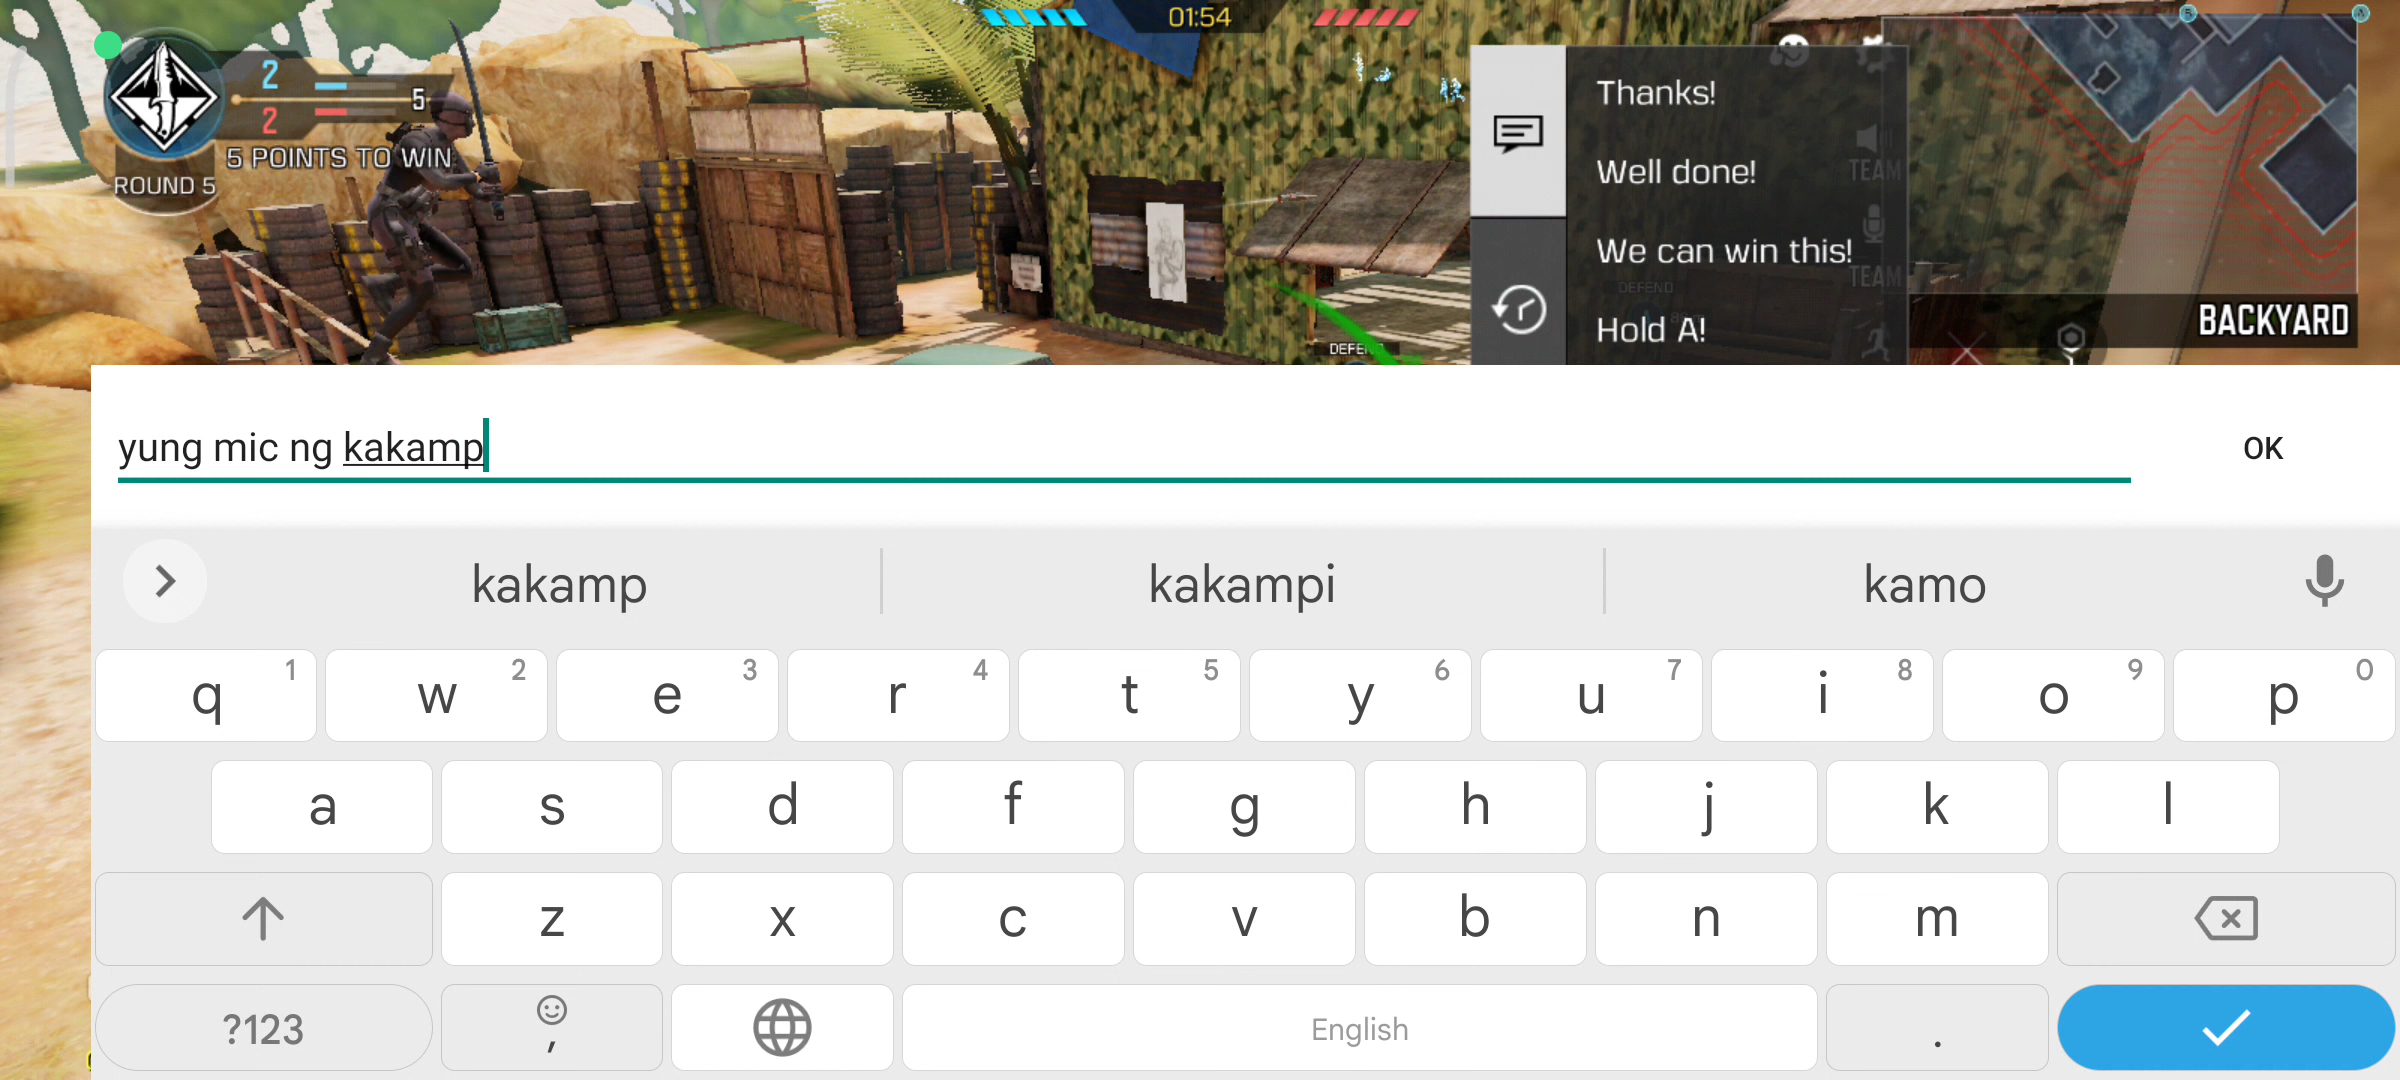 01:54
2
2
5
5 POINTS TO WIN
ROUND 5
Thanks!
Well done!
We can win this!
Hold A!
TEAM
TEAM
DEFEND
DEFEND
BACKYARD
yung mic ng kakamp
OK
kakamp kakampi kamo
q 1 w 2 e 3 r 4 t 5 y 6 u 7 i 8 o 9 p 0
a s d f g h j k l
z x c v b n m
?123 , English .